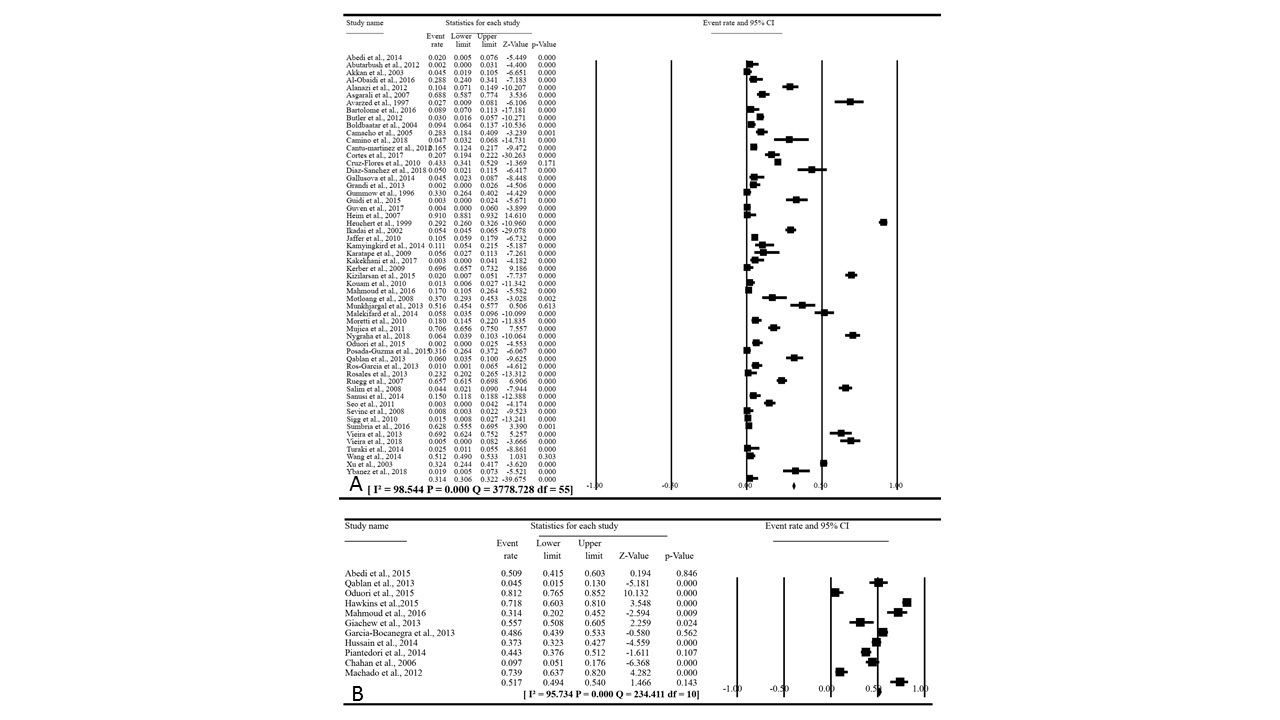 Study name Statistics for each study Event rate and 95% CI
Event Lower Upper
rate limit limit Z-Value p-Value
Abedi et al., 2014 0.020 0.005 0.076 -5.449 0.000
Abutarbush et al., 2012 0.002 0.000 0.031 -4.400 0.000
Akkan et al., 2003 0.045 0.019 0.105 -6.651 0.000
Al-Obaidi et al., 2016 0.288 0.240 0.341 -7.183 0.000
Alanazi et al., 2012 0.104 0.071 0.149 -10.207 0.000
Asgarali et al., 2007 0.688 0.587 0.774 3.536 0.000
Avarzed et al., 1997 0.027 0.009 0.081 -6.106 0.000
Bartolome et al., 2016 0.089 0.070 0.113 -17.181 0.000
Butler et al., 2012 0.030 0.016 0.057 -10.271 0.000
Boldbaatar et al., 2004 0.094 0.064 0.137 -10.536 0.000
Camacho et al., 2005 0.283 0.184 0.409 -3.239 0.001
Camino et al., 2018 0.047 0.032 0.068 -14.731 0.000
Cantu-martinez et al., 2012 0.165 0.124 0.217 -9.472 0.000
Cortes et al., 2017 0.207 0.194 0.222 -30.263 0.000
Cruz-Flores et al., 2010 0.433 0.341 0.529 -1.369 0.171
Diaz-Sanchez et al., 2018 0.050 0.021 0.115 -6.417 0.000
Gallusova et al., 2014 0.045 0.023 0.087 -8.448 0.000
Grandi et al., 2013 0.002 0.000 0.026 -4.506 0.000
Gummow et al., 1996 0.330 0.264 0.402 -4.429 0.000
Guidi et al., 2015 0.003 0.000 0.024 -5.671 0.000
Guven et al., 2017 0.004 0.000 0.060 -3.899 0.000
Heim et al., 2007 0.910 0.881 0.932 14.610 0.000
Heuchert et al., 1999 0.292 0.260 0.326 -10.960 0.000
Ikadai et al., 2002 0.054 0.045 0.065 -29.078 0.000
Jaffer et al., 2010 0.105 0.059 0.179 -6.732 0.000
Kamyingkird et al., 2014 0.111 0.054 0.215 -5.187 0.000
Karatape et al., 2009 0.056 0.027 0.113 -7.261 0.000
Kakekhani et al., 2017 0.003 0.000 0.041 -4.182 0.000
Kerber et al., 2009 0.696 0.657 0.732 9.186 0.000
Kizilarsan et al., 2015 0.020 0.007 0.051 -7.737 0.000
Kouam et al., 2010 0.013 0.006 0.027 -11.342 0.000
Mahmoud et al., 2016 0.170 0.105 0.264 -5.582 0.000
Motloang et al., 2008 0.370 0.293 0.453 -3.028 0.002
Munkhjargal et al., 2013 0.516 0.454 0.577 0.506 0.613
Malekifard et al., 2014 0.058 0.035 0.096 -10.099 0.000
Moretti et al., 2010 0.180 0.145 0.220 -11.835 0.000
Mujica et al., 2011 0.706 0.656 0.750 7.557 0.000
Nygraha et al., 2018 0.064 0.039 0.103 -10.064 0.000
Oduori et al., 2015 0.002 0.000 0.025 -4.553 0.000
Posada-Guzma et al., 2015 0.316 0.264 0.372 -6.067 0.000
Qablan et al., 2013 0.060 0.035 0.100 -9.625 0.000
Ros-Garcia et al., 2013 0.010 0.001 0.065 -4.612 0.000
Rosales et al., 2013 0.232 0.202 0.265 -13.312 0.000
Ruegg et al., 2007 0.657 0.615 0.698 6.906 0.000
Salim et al., 2008 0.044 0.021 0.090 -7.944 0.000
Sanusi et al., 2014 0.150 0.118 0.188 -12.388 0.000
Seo et al., 2011 0.003 0.000 0.042 -4.174 0.000
Sevinc et al., 2008 0.008 0.003 0.022 -9.523 0.000
Sigg et al., 2010 0.015 0.008 0.027 -13.241 0.000
Sumbria et al., 2016 0.628 0.555 0.695 3.390 0.001
Vieira et al., 2013 0.692 0.624 0.752 5.257 0.000
Vieira et al., 2018 0.005 0.000 0.082 -3.666 0.000
Turaki et al., 2014 0.025 0.011 0.055 -8.861 0.000
Wang et al., 2014 0.512 0.490 0.533 1.031 0.303
Xu et al., 2003 0.324 0.244 0.417 -3.620 0.000
Ybanez et al., 2018 0.019 0.005 0.073 -5.521 0.000
0.314 0.306 0.322 -39.675 0.000
A [ I² = 98.544 P = 0.000 Q = 3778.728 df = 55] -1.00 -0.50 0.00 0.50 1.00
Study name Statistics for each study Event rate and 95% CI
Event Lower Upper
rate limit limit Z-Value p-Value
Abedi et al., 2015 0.509 0.415 0.603 0.194 0.846
Qablan et al., 2013 0.045 0.015 0.130 -5.181 0.000
Oduori et al., 2015 0.812 0.765 0.852 10.132 0.000
Hawkins et al.,2015 0.718 0.603 0.810 3.548 0.000
Mahmoud et al., 2016 0.314 0.202 0.452 -2.594 0.009
Giachew et al., 2013 0.557 0.508 0.605 2.259 0.024
Garcia-Bocanegra et al., 2013 0.486 0.439 0.533 -0.580 0.562
Hussain et al., 2014 0.373 0.323 0.427 -4.559 0.000
Piantedori et al., 2014 0.443 0.376 0.512 -1.611 0.107
Chahan et al., 2006 0.097 0.051 0.176 -6.368 0.000
Machado et al., 2012 0.739 0.637 0.820 4.282 0.000
0.517 0.494 0.540 1.466 0.143
B [ I² = 95.734 P = 0.000 Q = 234.411 df = 10] -1.00 -0.50 0.00 0.50 1.00